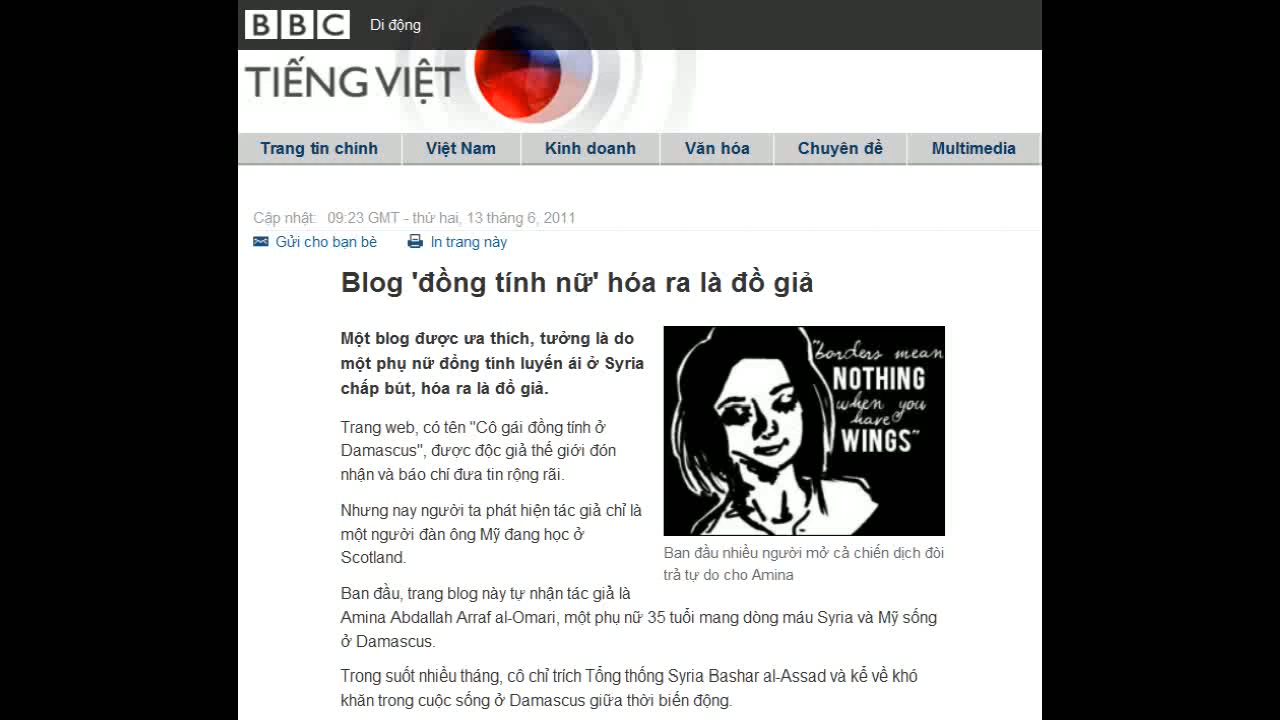 BBC Di động
TIẾNG VIỆT
Trang tin chính Việt Nam Kinh doanh Văn hóa Chuyên đề Multimedia
Cập nhật: 09:23 GMT - thứ hai, 13 tháng 6, 2011
Gửi cho bạn bè In trang này
Blog 'đồng tính nữ' hóa ra là đồ giả
Một blog được ưa thích, tưởng là do
một phụ nữ đồng tính luyến ái ở Syria
chấp bút, hóa ra là đồ giả.
Trang web, có tên "Cô gái đồng tính ở
Damascus", được độc giả thế giới đón
nhận và báo chí đưa tin rộng rãi.
Nhưng nay người ta phát hiện tác giả chỉ là
một người đàn ông Mỹ đang học ở
Scotland.
"borders mean
NOTHING
when you
have
WINGS"
Ban đầu nhiều người mở cả chiến dịch đòi
trả tự do cho Amina
Ban đầu, trang blog này tự nhận tác giả là
Amina Abdallah Arraf al-Omari, một phụ nữ 35 tuổi mang dòng máu Syria và Mỹ sống
ở Damascus.
Trong suốt nhiều tháng, cô chỉ trích Tổng thống Syria Bashar al-Assad và kể về khó
khăn trong cuộc sống ở Damascus giữa thời biến động.